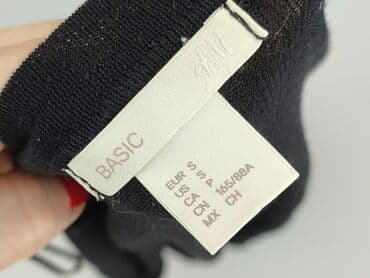 H&M
BASIC
EUR S
US S
CA P
CN 165/88A
MX CH